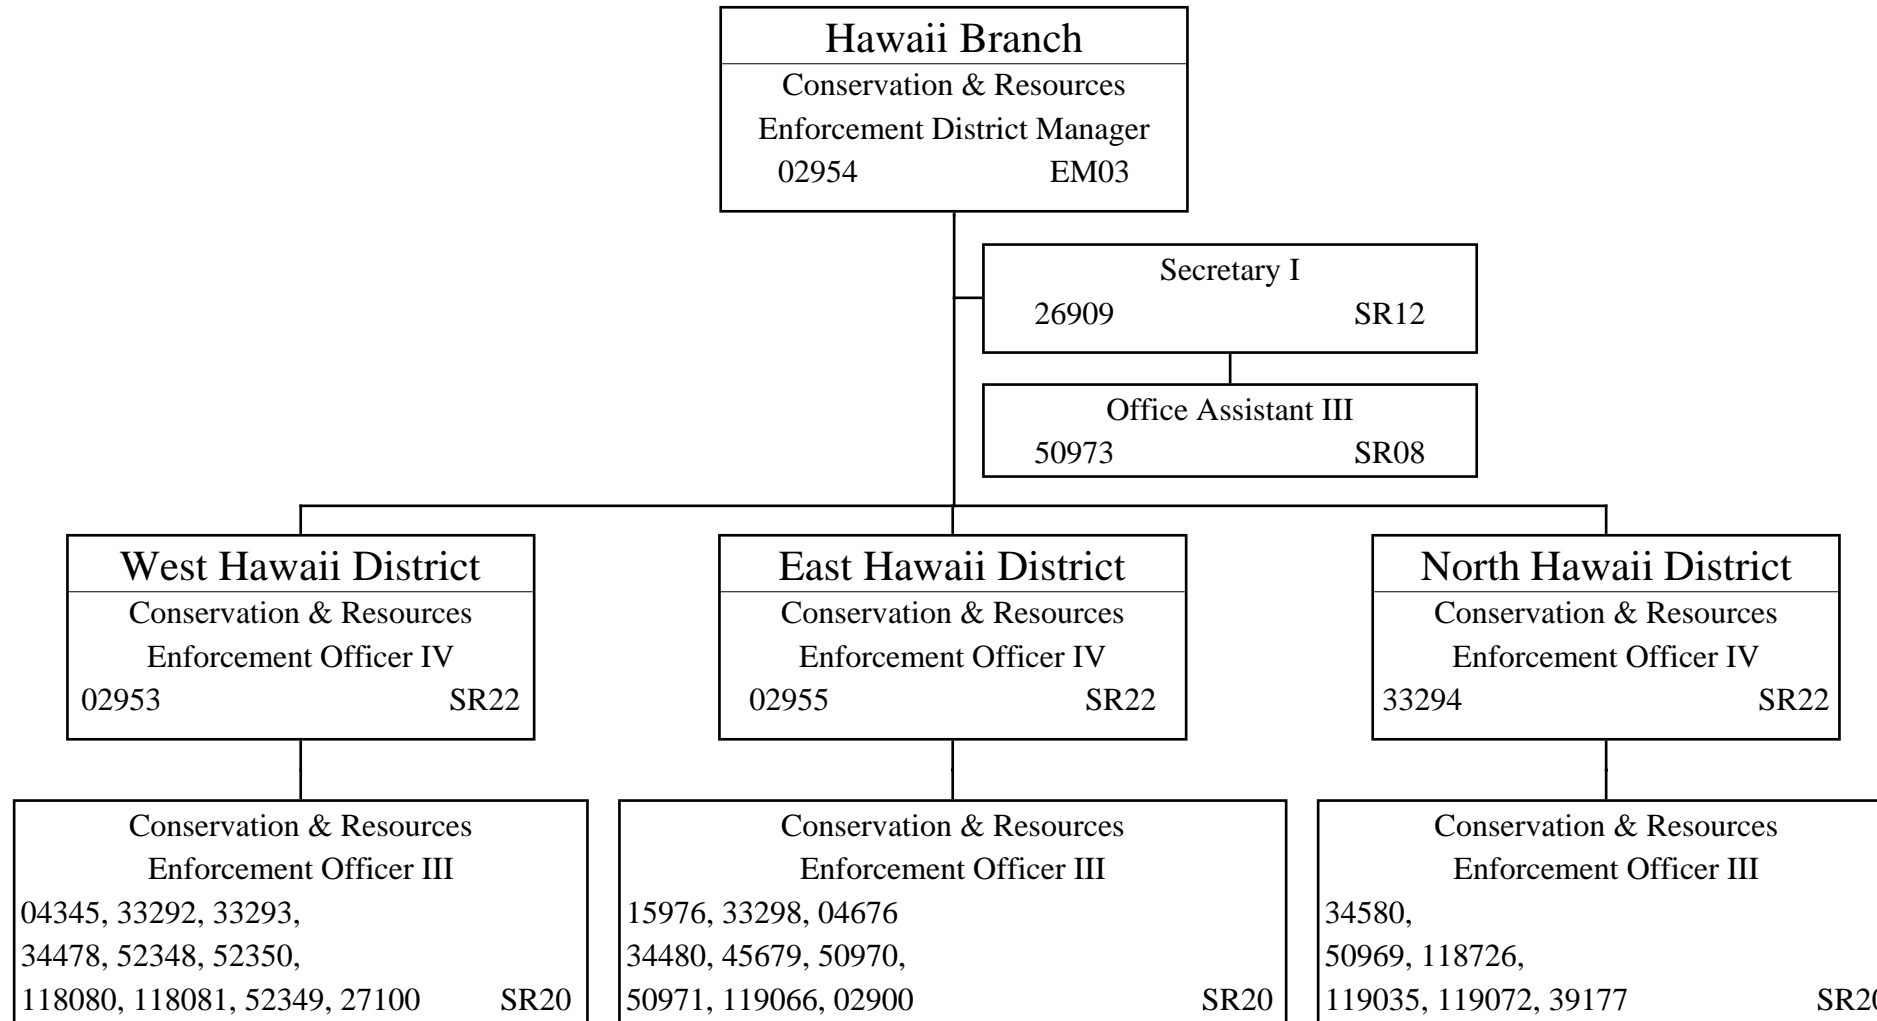 Hawaii Branch
Conservation & Resources
Enforcement District Manager
02954 EM03
Secretary I
26909 SR12
Office Assistant III
50973 SR08
West Hawaii District
Conservation & Resources
Enforcement Officer IV
02953 SR22
East Hawaii District
Conservation & Resources
Enforcement Officer IV
02955 SR22
North Hawaii District
Conservation & Resources
Enforcement Officer IV
33294 SR22
Conservation & Resources
Enforcement Officer III
04345, 33292, 33293,
34478, 52348, 52350,
118080, 118081, 52349, 27100 SR20
Conservation & Resources
Enforcement Officer III
15976, 33298, 04676
34480, 45679, 50970,
50971, 119066, 02900 SR20
Conservation & Resources
Enforcement Officer III
34580,
50969, 118726,
119035, 119072, 39177 SR20